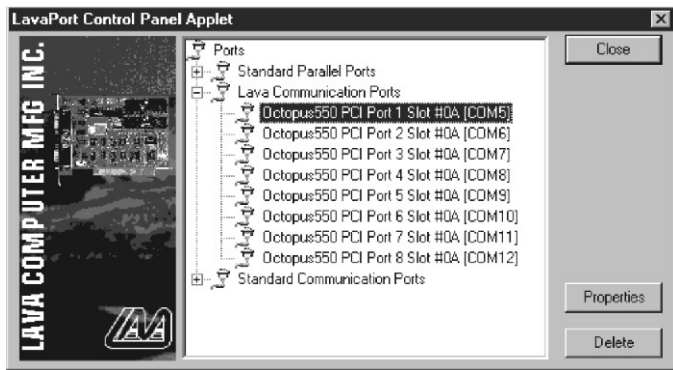 LavaPort Control Panel Applet
LAVA COMPUTER MFG INC.
LAVA
Ports
Standard Parallel Ports
Lava Communication Ports
Octopus550 PCI Port 1 Slot #0A [COM5]
Octopus550 PCI Port 2 Slot #0A [COM6]
Octopus550 PCI Port 3 Slot #0A [COM7]
Octopus550 PCI Port 4 Slot #0A [COM8]
Octopus550 PCI Port 5 Slot #0A [COM9]
Octopus550 PCI Port 6 Slot #0A [COM10]
Octopus550 PCI Port 7 Slot #0A [COM11]
Octopus550 PCI Port 8 Slot #0A [COM12]
Standard Communication Ports
Close
Properties
Delete